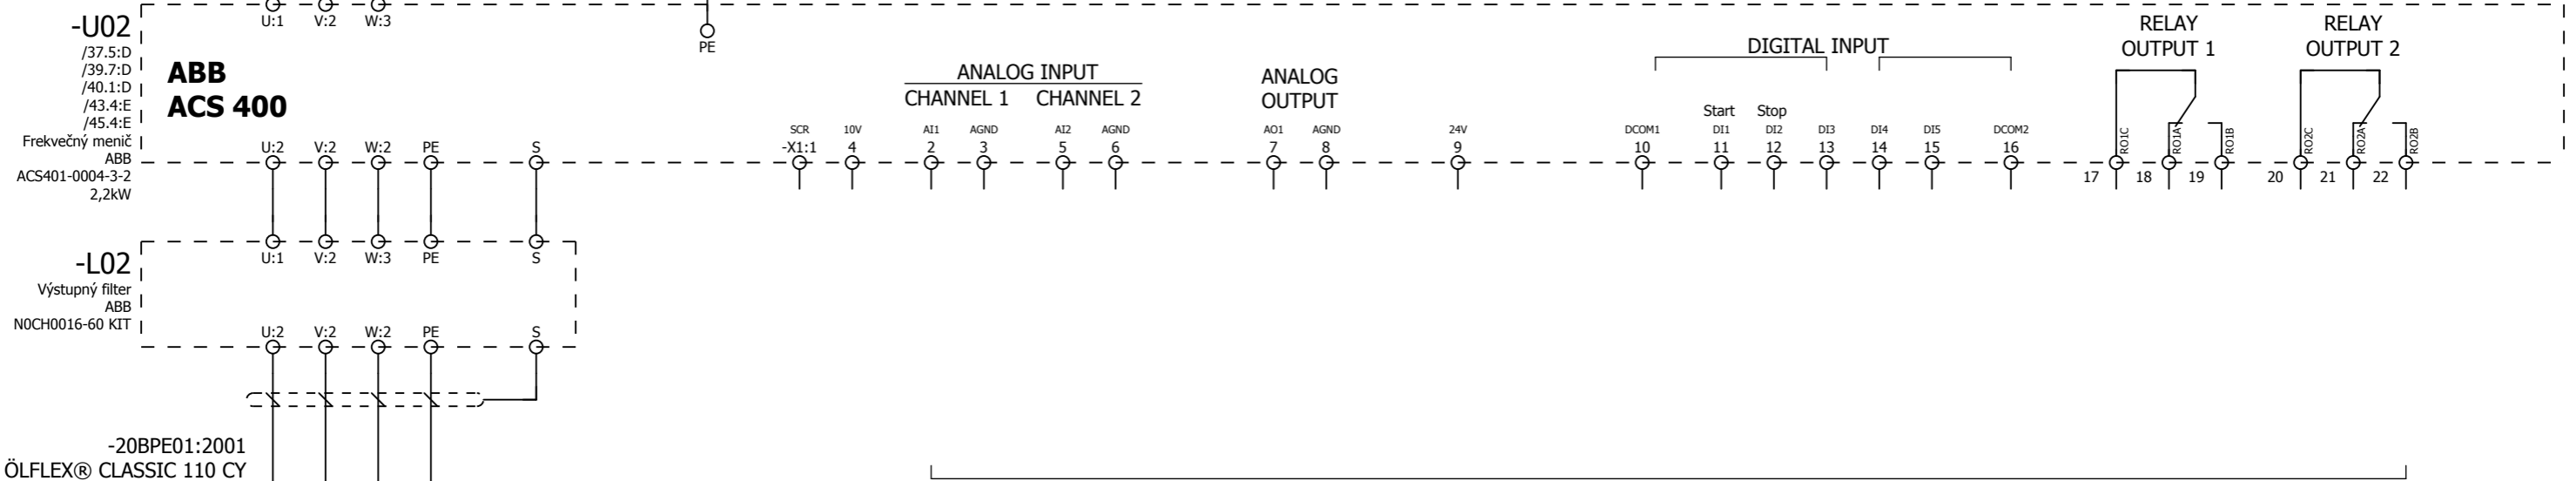 U:1 V:2 W:3
PE
-U02
/37.5:D
/39.7:D
/40.1:D
/43.4:E
/45.4:E
Frekvečný menič
ABB
ACS401-0004-3-2
2,2kW
ABB
ACS 400
ANALOG INPUT
CHANNEL 1 CHANNEL 2
ANALOG
OUTPUT
DIGITAL INPUT
RELAY
OUTPUT 1
RELAY
OUTPUT 2
Start Stop
SCR 10V AI1 AGND AI2 AGND AO1 AGND 24V DCOM1 DI1 DI2 DI3 DI4 DI5 DCOM2
RO1C RO1A RO1B RO2C RO2A RO2B
U:2 V:2 W:2 PE S -X1:1 4 2 3 5 6 7 8 9 10 11 12 13 14 15 16
17 18 19 20 21 22
-L02
Výstupný filter
ABB
N0CH0016-60 KIT
U:1 V:2 W:3 PE S
U:2 V:2 W:2 PE S
-20BPE01:2001
ÖLFLEX® CLASSIC 110 CY